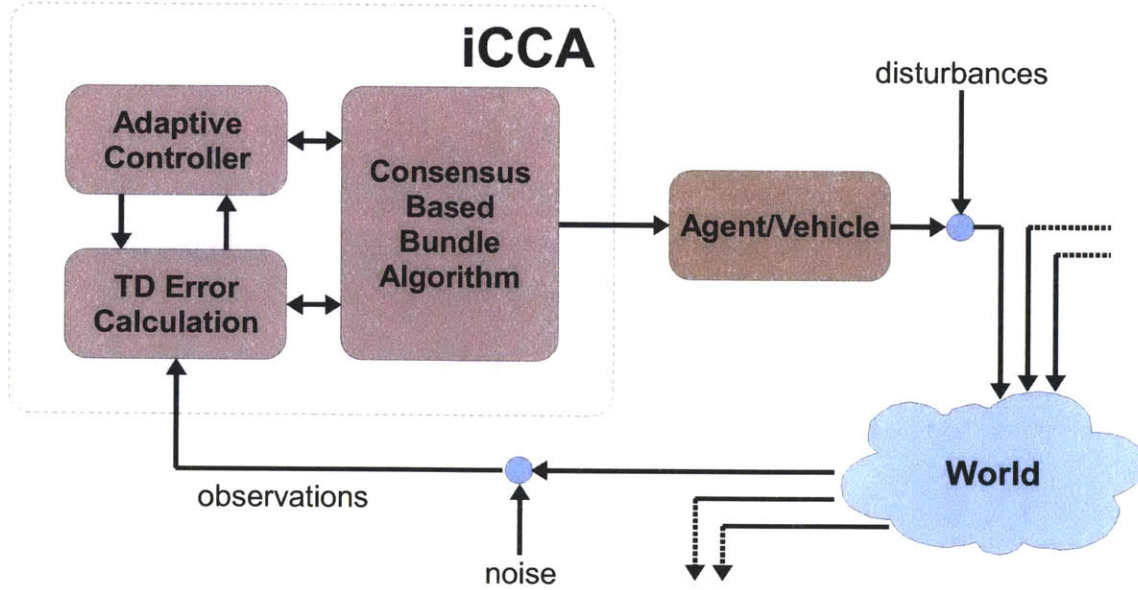 iCCA
disturbances
Adaptive
Controller
Consensus
Based
Bundle
Algorithm
Agent/Vehicle
TD Error
Calculation
World
observations
noise